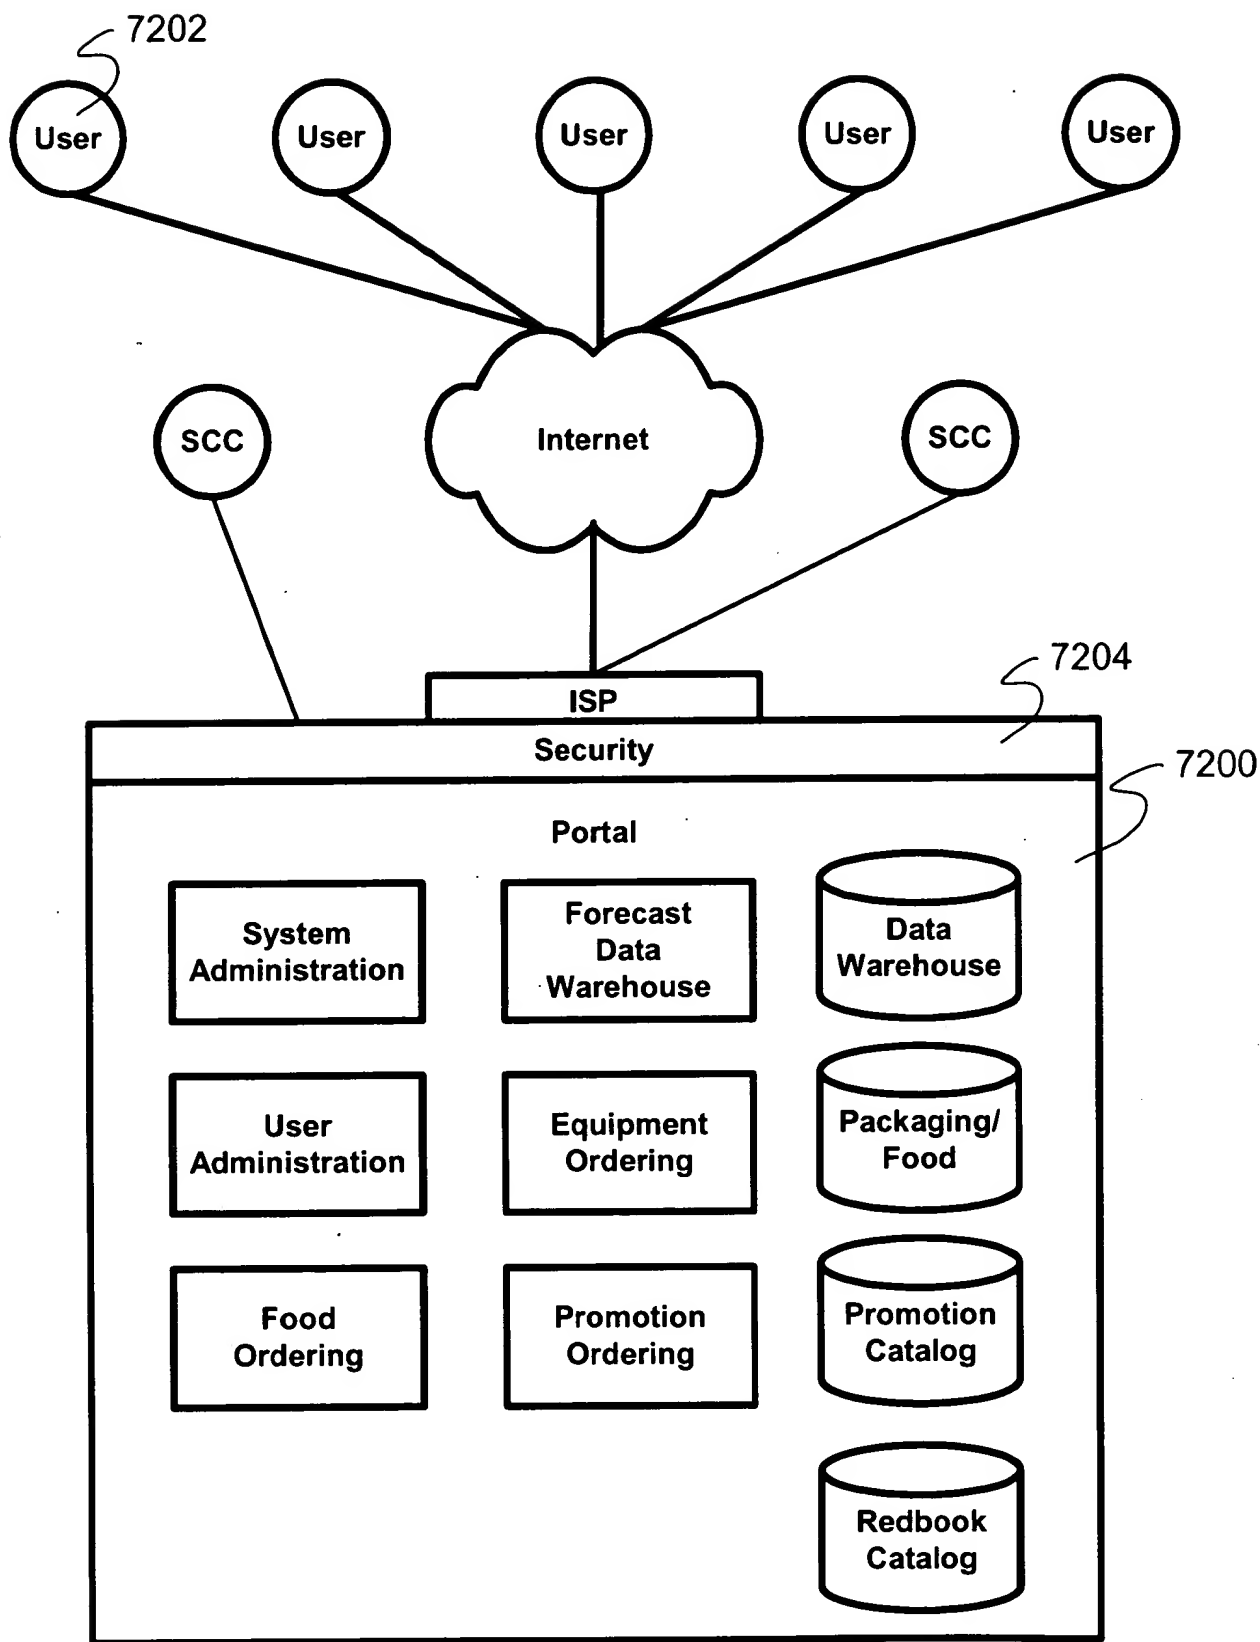 7202
User
User
User
User
User
SCC
Internet
SCC
7204
ISP
Security
7200
Portal
System
Administration
Forecast
Data
Warehouse
Data
Warehouse
User
Administration
Equipment
Ordering
Packaging/
Food
Food
Ordering
Promotion
Ordering
Promotion
Catalog
Redbook
Catalog